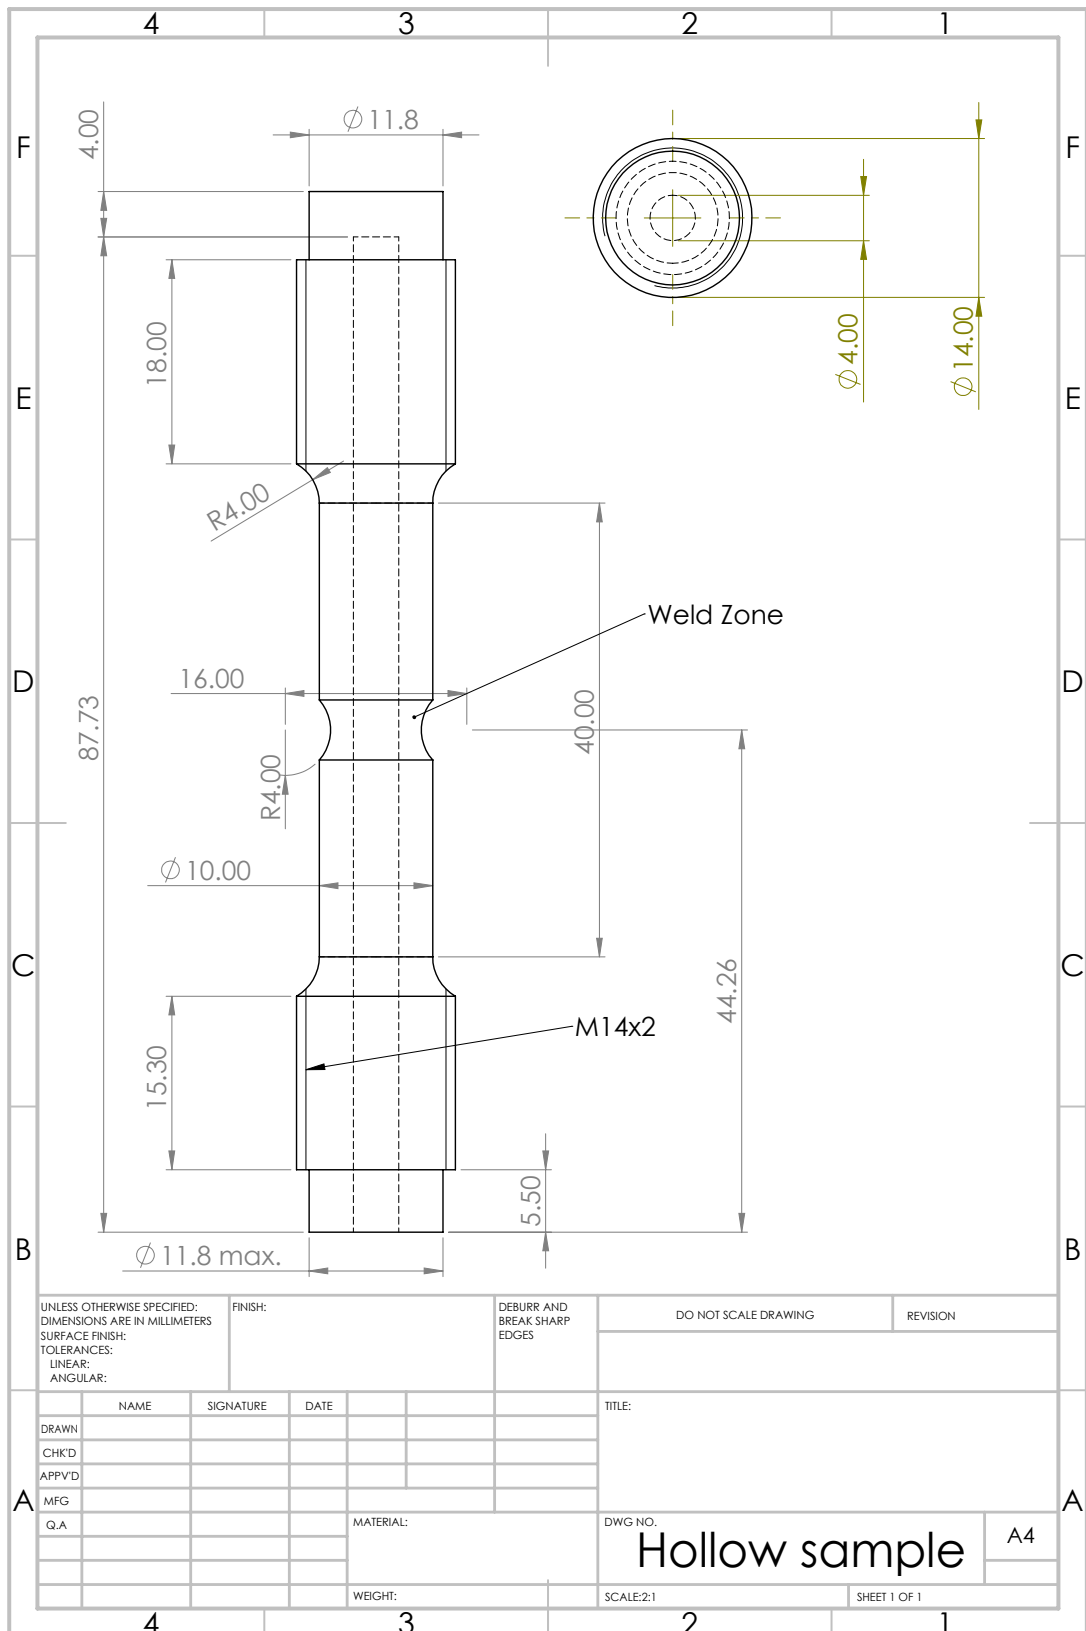 4 3 2 1
F
F
E
E
D
D
C
C
B
B
A
A
4.00
∅ 11.8
18.00
R4.00
∅ 4.00
∅ 14.00
Weld Zone
16.00
87.73
40.00
R4.00
∅ 10.00
44.26
M14x2
15.30
5.50
∅ 11.8 max.
UNLESS OTHERWISE SPECIFIED:
DIMENSIONS ARE IN MILLIMETERS
SURFACE FINISH:
TOLERANCES:
LINEAR:
ANGULAR:
FINISH:
DEBURR AND
BREAK SHARP
EDGES
DO NOT SCALE DRAWING
REVISION
NAME SIGNATURE DATE
DRAWN
CHK'D
APPV'D
MFG
Q.A
TITLE:
MATERIAL:
DWG NO.
Hollow sample
A4
WEIGHT:
SCALE:2:1
SHEET 1 OF 1
4 3 2 1